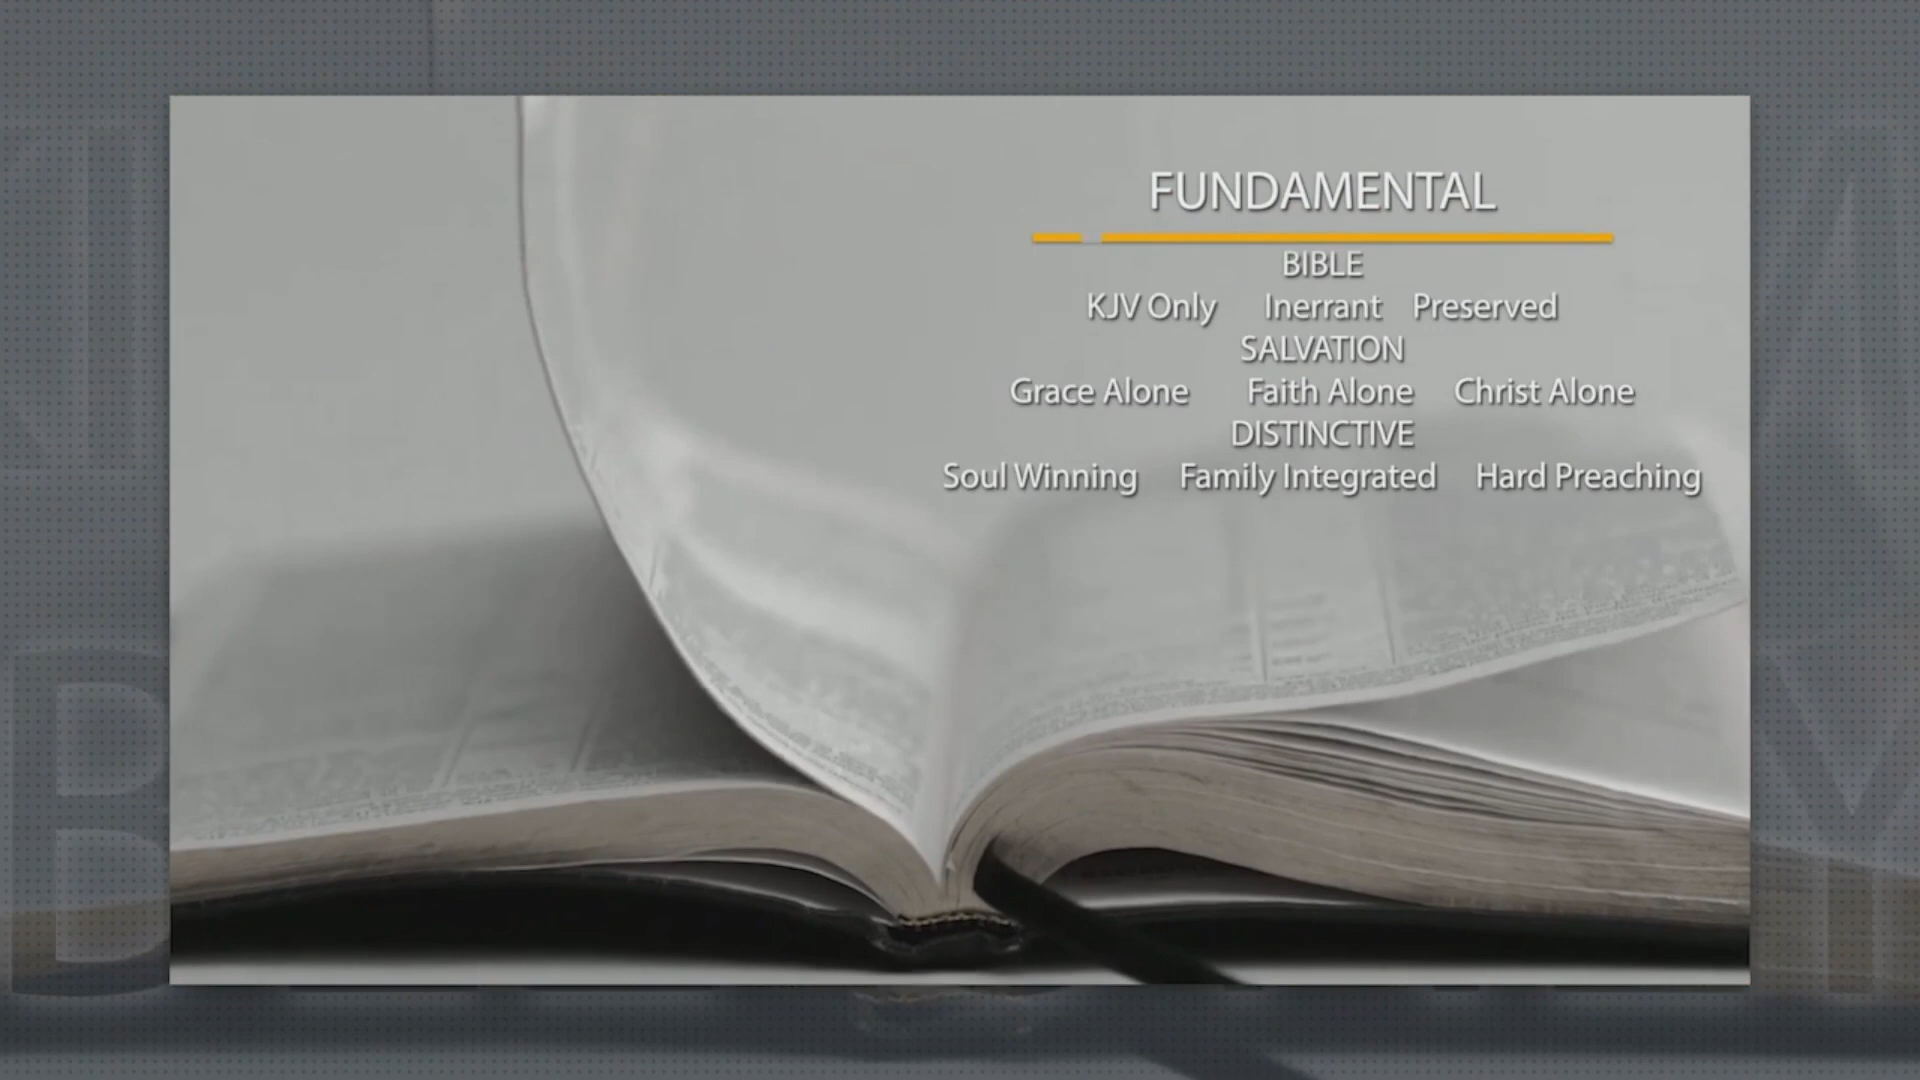 FUNDAMENTAL
BIBLE
KJV Only Inerrant Preserved
SALVATION
Grace Alone Faith Alone Christ Alone
DISTINCTIVE
Soul Winning Family Integrated Hard Preaching